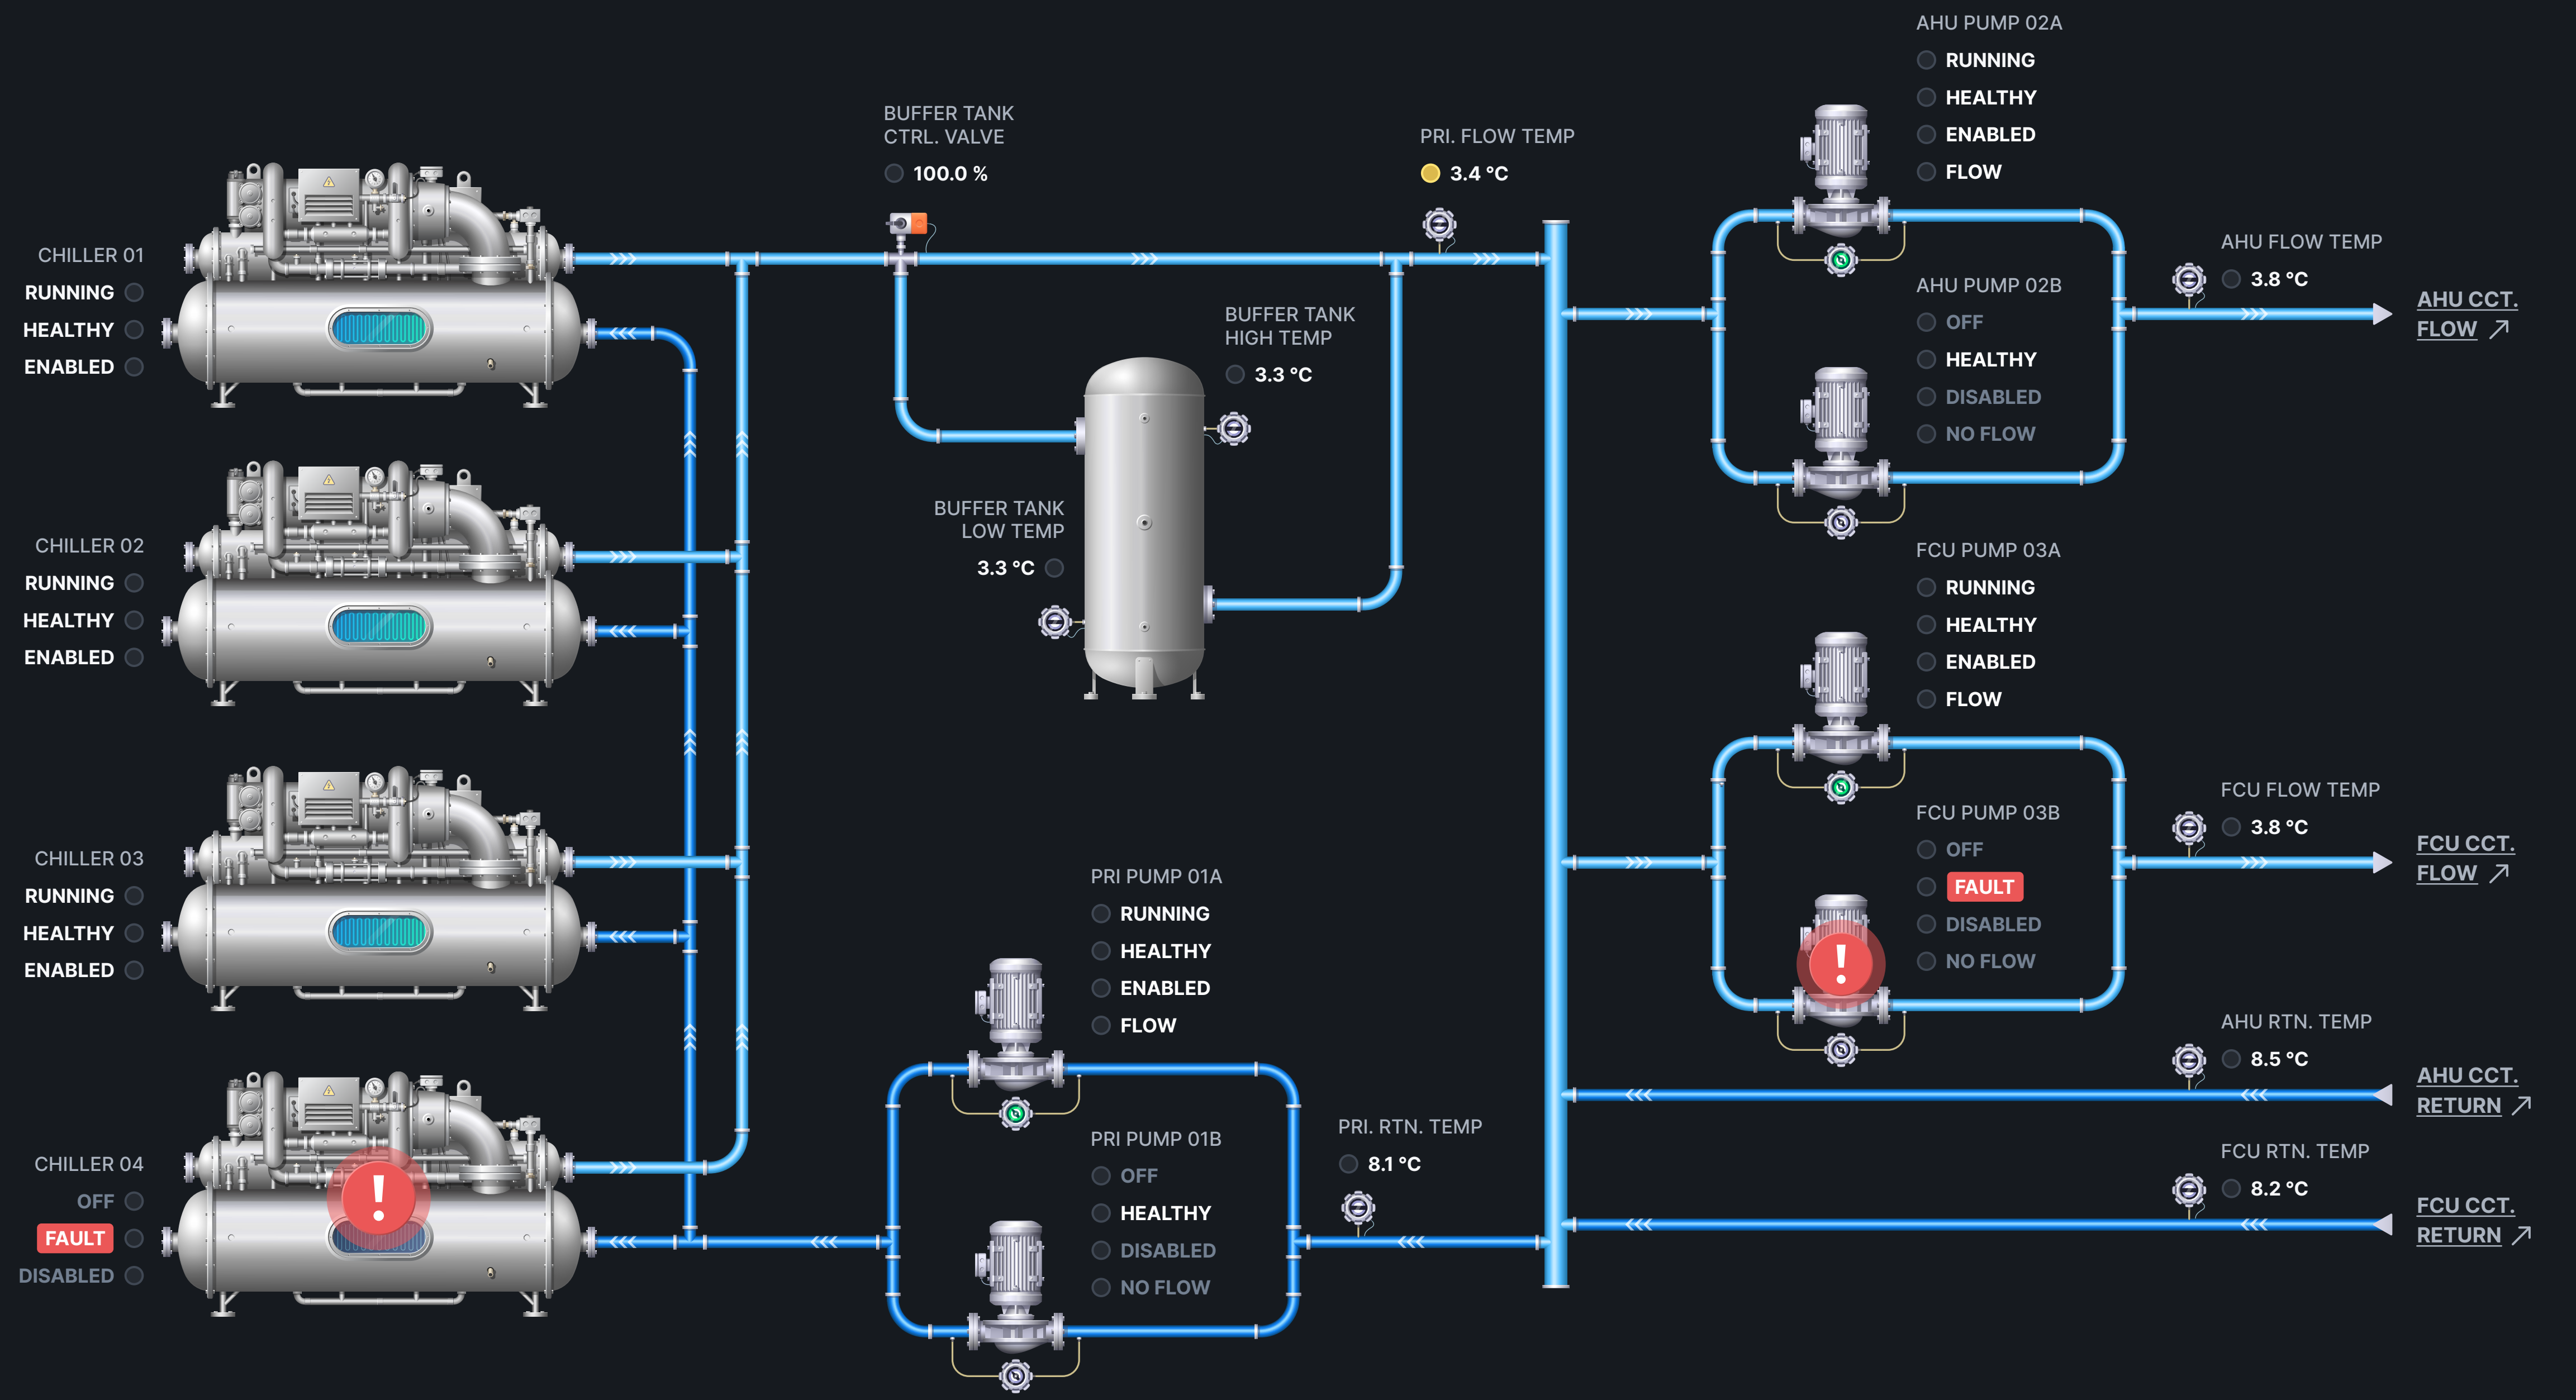 CHILLER 01
RUNNING
HEALTHY
ENABLED
CHILLER 02
RUNNING
HEALTHY
ENABLED
CHILLER 03
RUNNING
HEALTHY
ENABLED
CHILLER 04
OFF
FAULT
DISABLED
BUFFER TANK
CTRL. VALVE
100.0 %
BUFFER TANK
HIGH TEMP
3.3 °C
BUFFER TANK
LOW TEMP
3.3 °C
PRI PUMP 01A
RUNNING
HEALTHY
ENABLED
FLOW
PRI PUMP 01B
OFF
HEALTHY
DISABLED
NO FLOW
PRI. FLOW TEMP
3.4 °C
PRI. RTN. TEMP
8.1 °C
AHU PUMP 02A
RUNNING
HEALTHY
ENABLED
FLOW
AHU PUMP 02B
OFF
HEALTHY
DISABLED
NO FLOW
FCU PUMP 03A
RUNNING
HEALTHY
ENABLED
FLOW
FCU PUMP 03B
OFF
FAULT
DISABLED
NO FLOW
AHU FLOW TEMP
3.8 °C
AHU CCT.
FLOW
FCU FLOW TEMP
3.8 °C
FCU CCT.
FLOW
AHU RTN. TEMP
8.5 °C
AHU CCT.
RETURN
FCU RTN. TEMP
8.2 °C
FCU CCT.
RETURN